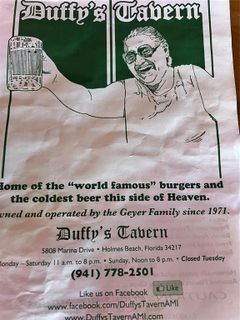 Duffy's Tavern
Home of the "world famous" burgers and
the coldest beer this side of Heaven.
wned and operated by the Geyer Family since 1971.
Duffy's Tavern
5808 Marina Drive • Holmes Beach, Florida 34217
onday – Saturday 11 a.m. to 8 p.m. • Sunday, Noon to 8 p.m. • Closed Tuesday
(941) 778-2501
Like us on Facebook Like
www.facebook.com/DuffysTavernAMI
www.DuffysTavernAMI.com